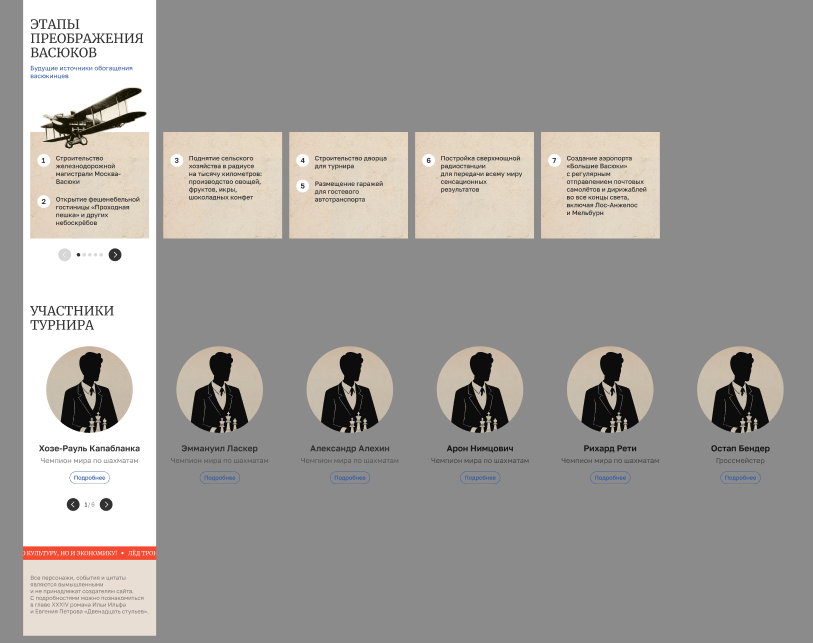 ЭТАПЫ
ПРЕОБРАЖЕНИЯ
ВАСЮКОВ
Будущие источники обогащения
васюкинцев
1
Строительство
железнодорожной
магистрали Москва-
Васюки
2
Открытие фешенебельной
гостиницы «Проходная
пешка» и других
небоскрёбов
3
Поднятие сельского
хозяйства в радиусе
на тысячу километров:
производство овощей,
фруктов, икры,
шоколадных конфет
4
Строительство дворца
для турнира
5
Размещение гаражей
для гостевого
автотранспорта
6
Постройка сверхмощной
радиостанции
для передачи всему миру
сенсационных
результатов
7
Создание аэропорта
«Большие Васюки»
с регулярным
отправлением почтовых
самолётов и дирижаблей
во все концы света,
включая Лос-Анжелос
и Мельбурн
УЧАСТНИКИ
ТУРНИРА
Хозе-Рауль Капабланка
Чемпион мира по шахматам
Подробнее
Эммануил Ласкер
Чемпион мира по шахматам
Подробнее
Александр Алехин
Чемпион мира по шахматам
Подробнее
Арон Нимцович
Чемпион мира по шахматам
Подробнее
Рихард Рети
Чемпион мира по шахматам
Подробнее
Остап Бендер
Гроссмейстер
Подробнее
1/6
КУЛЬТУРУ, НО И ЭКОНОМИКУ! • ЛЁД ТРОН
Все персонажи, события и цитаты
являются вымышленными
и не принадлежат создателям сайта.
С подробностями можно познакомиться
в главе XXXIV романа Ильи Ильфа
и Евгения Петрова «Двенадцать стульев».